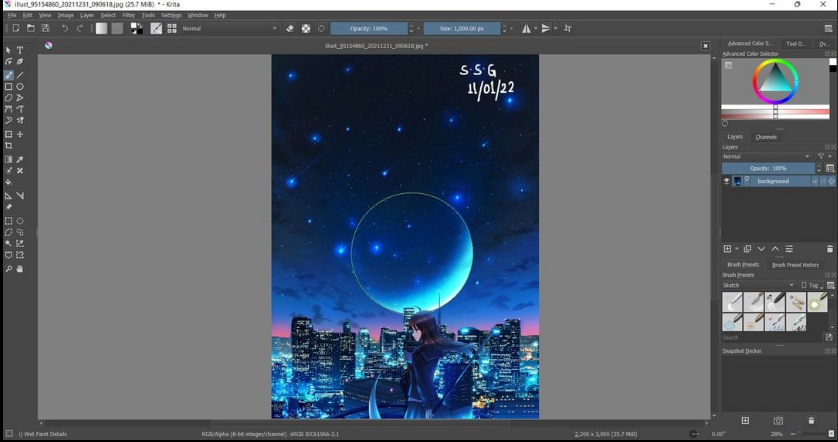 illust_95154860_20211231_090618.jpg (25.7 MiB) * - Krita
File Edit View Image Layer Select Filter Tools Settings Window Help
Normal
Opacity: 100%
Size: 1,000.00 px
illust_95154860_20211231_090618.jpg *
S·S·G
11/01/22
Advanced Color S...
Tool O...
Ov...
Advanced Color Selector
Layers
Channels
Layers
Normal
Opacity: 100%
background
Brush Presets
Brush Preset History
Brush Presets
Sketch
Tag
Search
Snapshot Docker
i) Wet Paint Details
RGB/Alpha (8-bit integer/channel) sRGB IEC61966-2.1
2,200 x 3,000 (25.7 MiB)
0.00°
28%